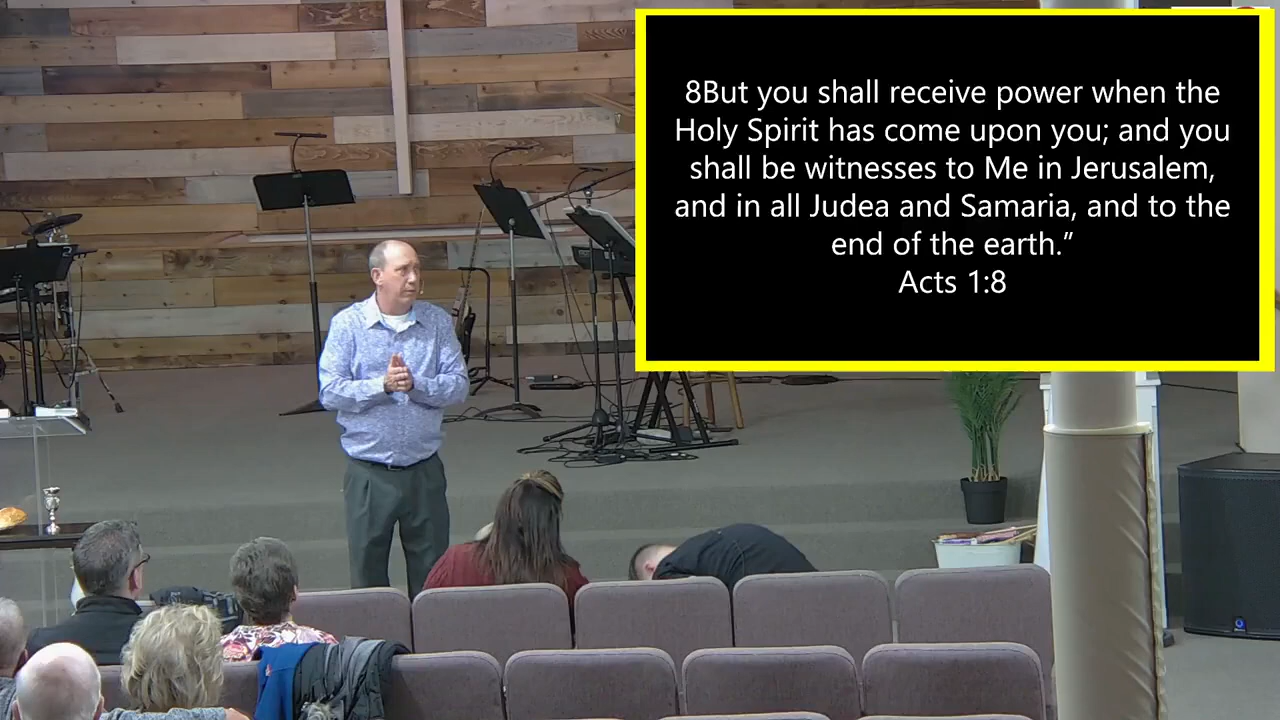 8But you shall receive power when the
Holy Spirit has come upon you; and you
shall be witnesses to Me in Jerusalem,
and in all Judea and Samaria, and to the
end of the earth.”
Acts 1:8